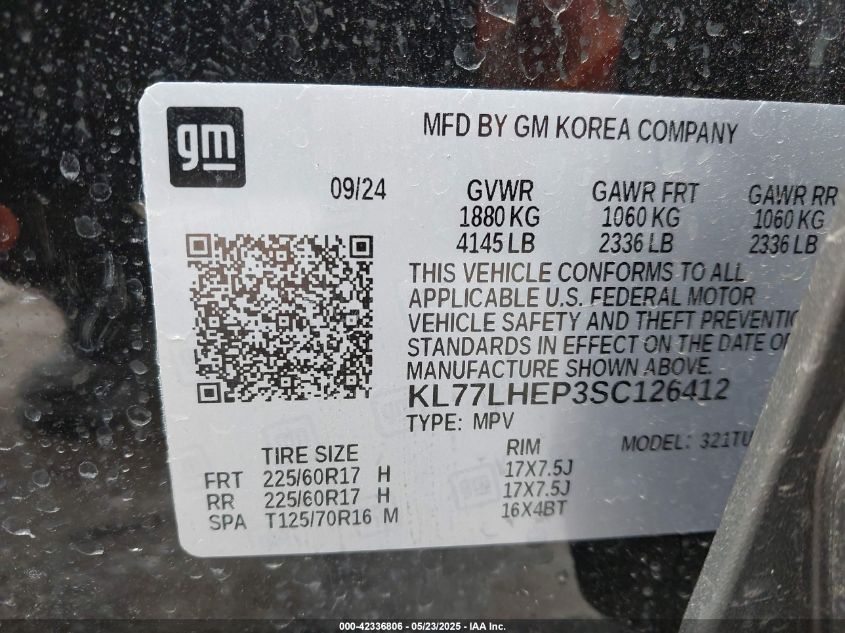 gm
MFD BY GM KOREA COMPANY
09/24 GVWR GAWR FRT GAWR RR
1880 KG 1060 KG 1060 KG
4145 LB 2336 LB 2336 LB
THIS VEHICLE CONFORMS TO ALL
APPLICABLE U.S. FEDERAL MOTOR
VEHICLE SAFETY AND THEFT PREVENTI
STANDARDS IN EFFECT ON THE DATE OF
MANUFACTURE SHOWN ABOVE.
KL77LHEP3SC126412
TYPE: MPV
MODEL: 321TU
TIRE SIZE RIM
FRT 225/60R17 H 17X7.5J
RR 225/60R17 H 17X7.5J
SPA T125/70R16 M 16X4BT
000-42336806 - 05/23/2025 - IAA Inc.